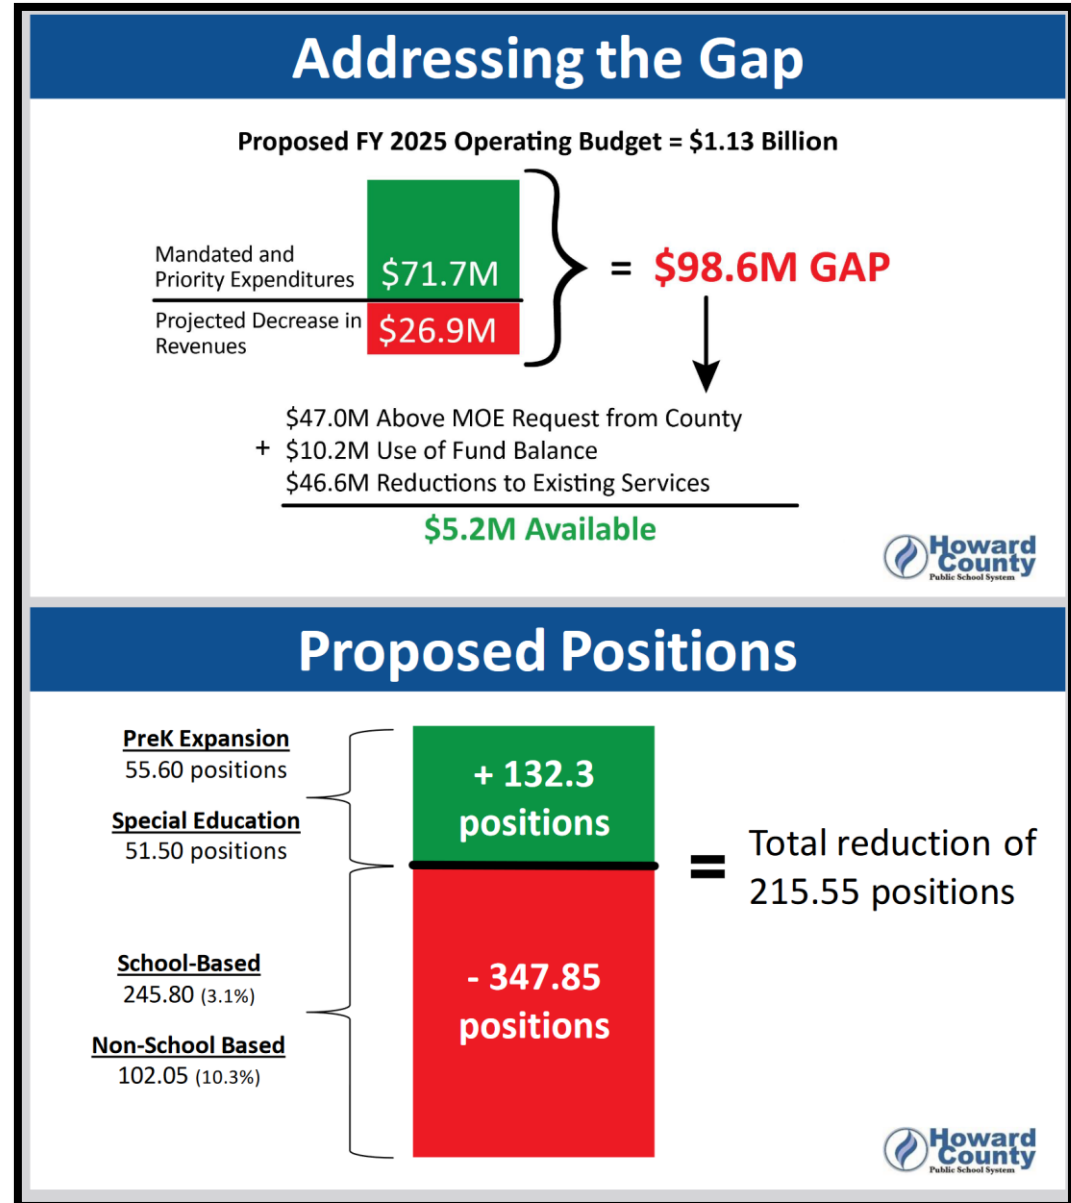 Addressing the Gap
Proposed FY 2025 Operating Budget = $1.13 Billion
Mandated and
Priority Expenditures
$71.7M
Projected Decrease in
Revenues
$26.9M
= $98.6M GAP
$47.0M Above MOE Request from County
+ $10.2M Use of Fund Balance
$46.6M Reductions to Existing Services
$5.2M Available
Howard
County
Public School System
Proposed Positions
PreK Expansion
55.60 positions
Special Education
51.50 positions
+ 132.3
positions
School-Based
245.80 (3.1%)
Non-School Based
102.05 (10.3%)
- 347.85
positions
=
Total reduction of
215.55 positions
Howard
County
Public School System